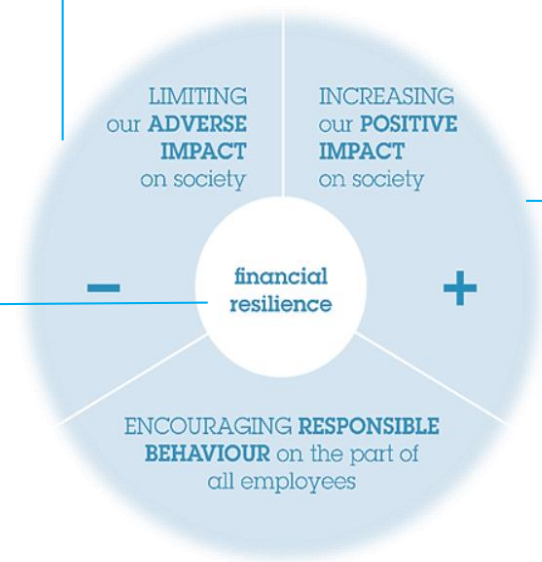 LIMITING
our ADVERSE
IMPACT
on society
INCREASING
our POSITIVE
IMPACT
on society
–
financial
resilience
+
ENCOURAGING RESPONSIBLE
BEHAVIOUR on the part of
all employees